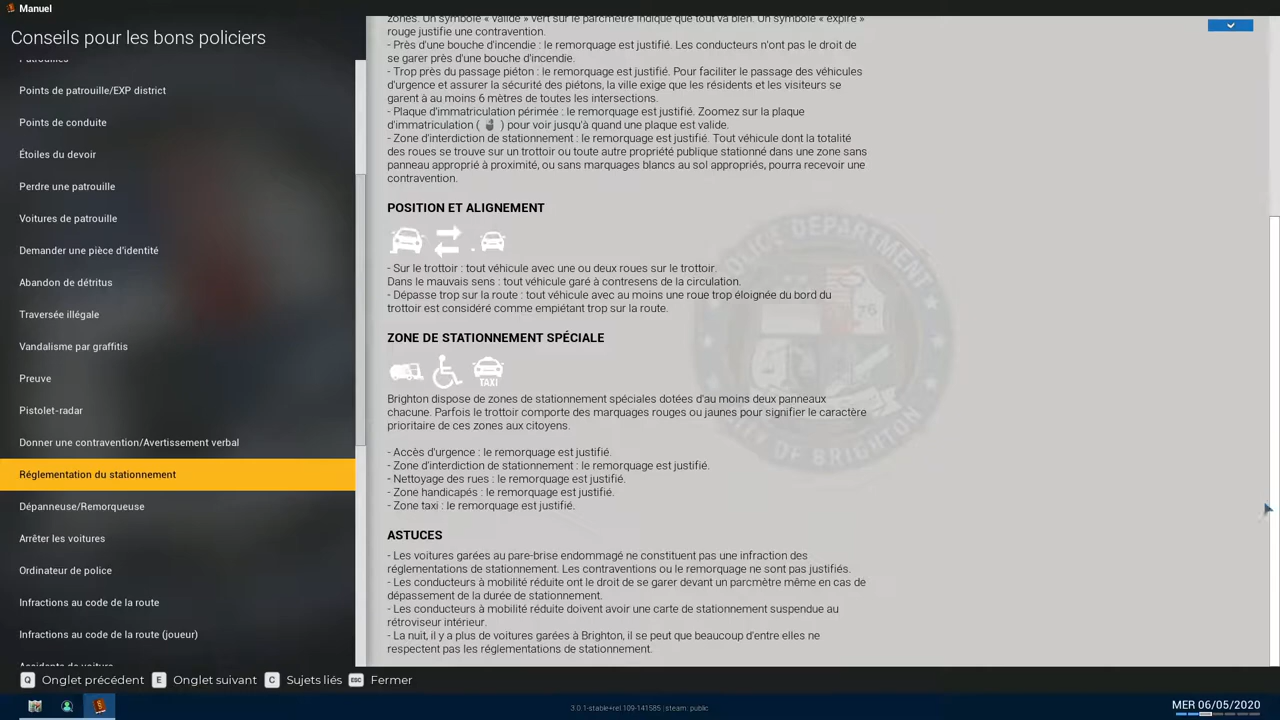 Manuel
Conseils pour les bons policiers
Patrouilles
Points de patrouille/EXP district
Points de conduite
Étoiles du devoir
Perdre une patrouille
Voitures de patrouille
Demander une pièce d'identité
Abandon de détritus
Traversée illégale
Vandalisme par graffitis
Preuve
Pistolet-radar
Donner une contravention/Avertissement verbal
Réglementation du stationnement
Dépanneuse/Remorqueuse
Arrêter les voitures
Ordinateur de police
Infractions au code de la route
Infractions au code de la route (joueur)
Accidents de voiture
zones. Un symbole « valide » vert sur le parcmètre indique que tout va bien. Un symbole « expiré »
rouge justifie une contravention.
- Près d'une bouche d'incendie : le remorquage est justifié. Les conducteurs n'ont pas le droit de
se garer près d'une bouche d'incendie.
- Trop près du passage piéton : le remorquage est justifié. Pour faciliter le passage des véhicules
d'urgence et assurer la sécurité des piétons, la ville exige que les résidents et les visiteurs se
garent à au moins 6 mètres de toutes les intersections.
- Plaque d'immatriculation périmée : le remorquage est justifié. Zoomez sur la plaque
d'immatriculation ( ) pour voir jusqu'à quand une plaque est valide.
- Zone d'interdiction de stationnement : le remorquage est justifié. Tout véhicule dont la totalité
des roues se trouve sur un trottoir ou toute autre propriété publique stationné dans une zone sans
panneau approprié à proximité, ou sans marquages blancs au sol appropriés, pourra recevoir une
contravention.
POSITION ET ALIGNEMENT
- Sur le trottoir : tout véhicule avec une ou deux roues sur le trottoir.
Dans le mauvais sens : tout véhicule garé à contresens de la circulation.
- Dépasse trop sur la route : tout véhicule avec au moins une roue trop éloignée du bord du
trottoir est considéré comme empiétant trop sur la route.
ZONE DE STATIONNEMENT SPÉCIALE
TAXI
Brighton dispose de zones de stationnement spéciales dotées d'au moins deux panneaux
chacune. Parfois le trottoir comporte des marquages rouges ou jaunes pour signifier le caractère
prioritaire de ces zones aux citoyens.
- Accès d'urgence : le remorquage est justifié.
- Zone d'interdiction de stationnement : le remorquage est justifié.
- Nettoyage des rues : le remorquage est justifié.
- Zone handicapés : le remorquage est justifié.
- Zone taxi : le remorquage est justifié.
ASTUCES
- Les voitures garées au pare-brise endommagé ne constituent pas une infraction des
réglementations de stationnement. Les contraventions ou le remorquage ne sont pas justifiés.
- Les conducteurs à mobilité réduite ont le droit de se garer devant un parcmètre même en cas de
dépassement de la durée de stationnement.
- Les conducteurs à mobilité réduite doivent avoir une carte de stationnement suspendue au
rétroviseur intérieur.
- La nuit, il y a plus de voitures garées à Brighton, il se peut que beaucoup d'entre elles ne
respectent pas les réglementations de stationnement.
Q Onglet précédent E Onglet suivant C Sujets liés ESC Fermer
3.0.1-stable+rel.109-141585 | steam: public
MER 06/05/2020